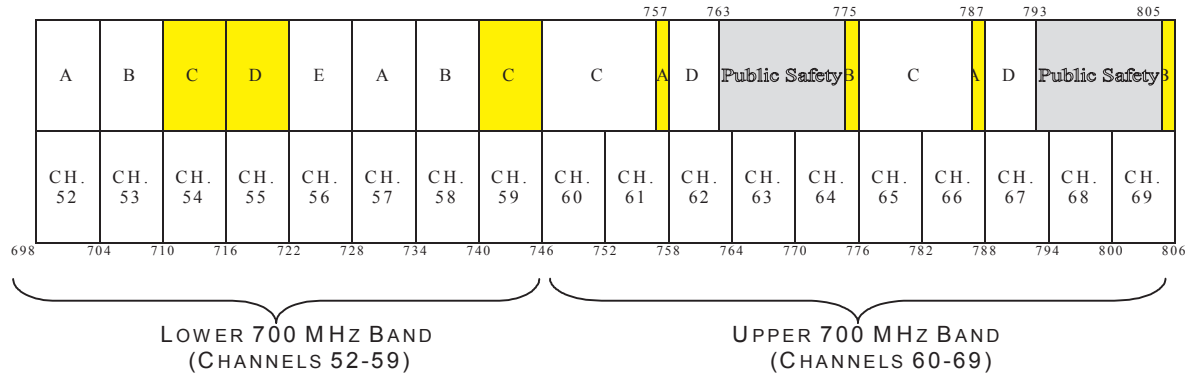 757 763 775 787 793 805
A B C D E A B C C A D Public Safety B C A D Public Safety B
CH. CH. CH. CH. CH. CH. CH. CH. CH. CH. CH. CH. CH. CH. CH. CH. CH. CH.
52 53 54 55 56 57 58 59 60 61 62 63 64 65 66 67 68 69
698 704 710 716 722 728 734 740 746 752 758 764 770 776 782 788 794 800 806
LOWER 700 MHZ BAND UPPER 700 MHZ BAND
(CHANNELS 52-59) (CHANNELS 60-69)